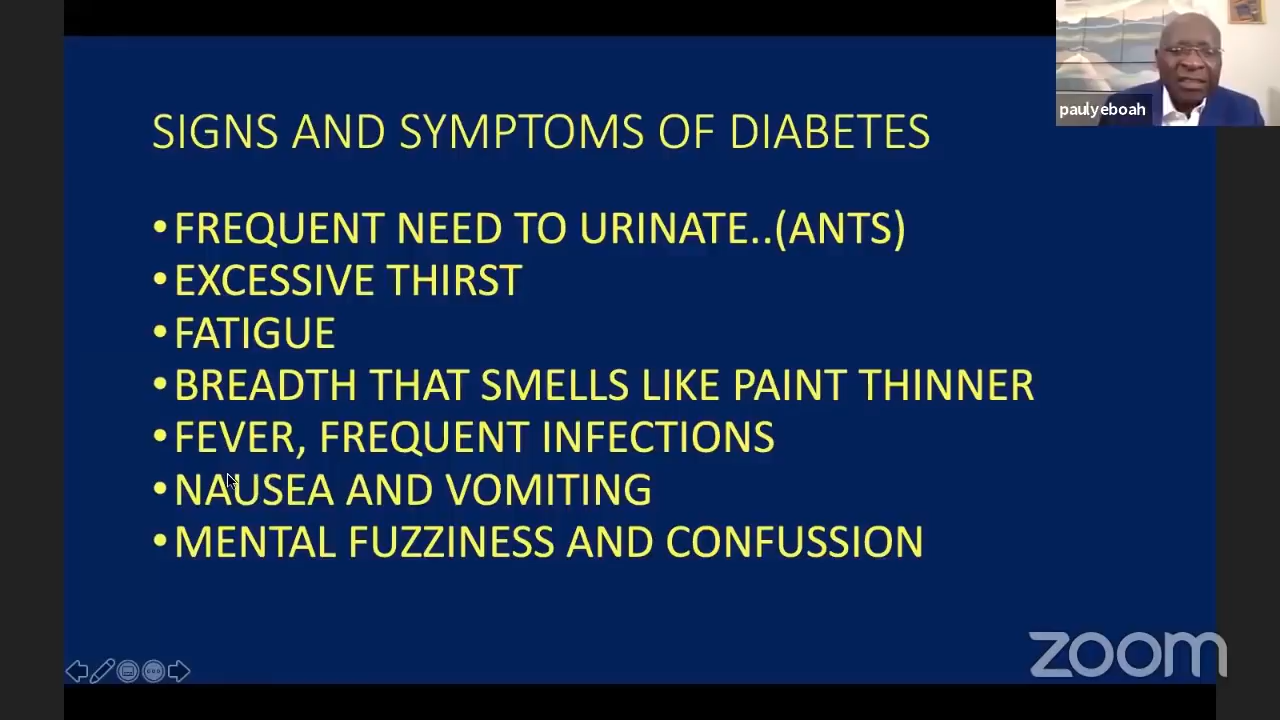 paulyeboah
SIGNS AND SYMPTOMS OF DIABETES
•FREQUENT NEED TO URINATE..(ANTS)
•EXCESSIVE THIRST
•FATIGUE
•BREADTH THAT SMELLS LIKE PAINT THINNER
•FEVER, FREQUENT INFECTIONS
•NAUSEA AND VOMITING
•MENTAL FUZZINESS AND CONFUSSION
zoom